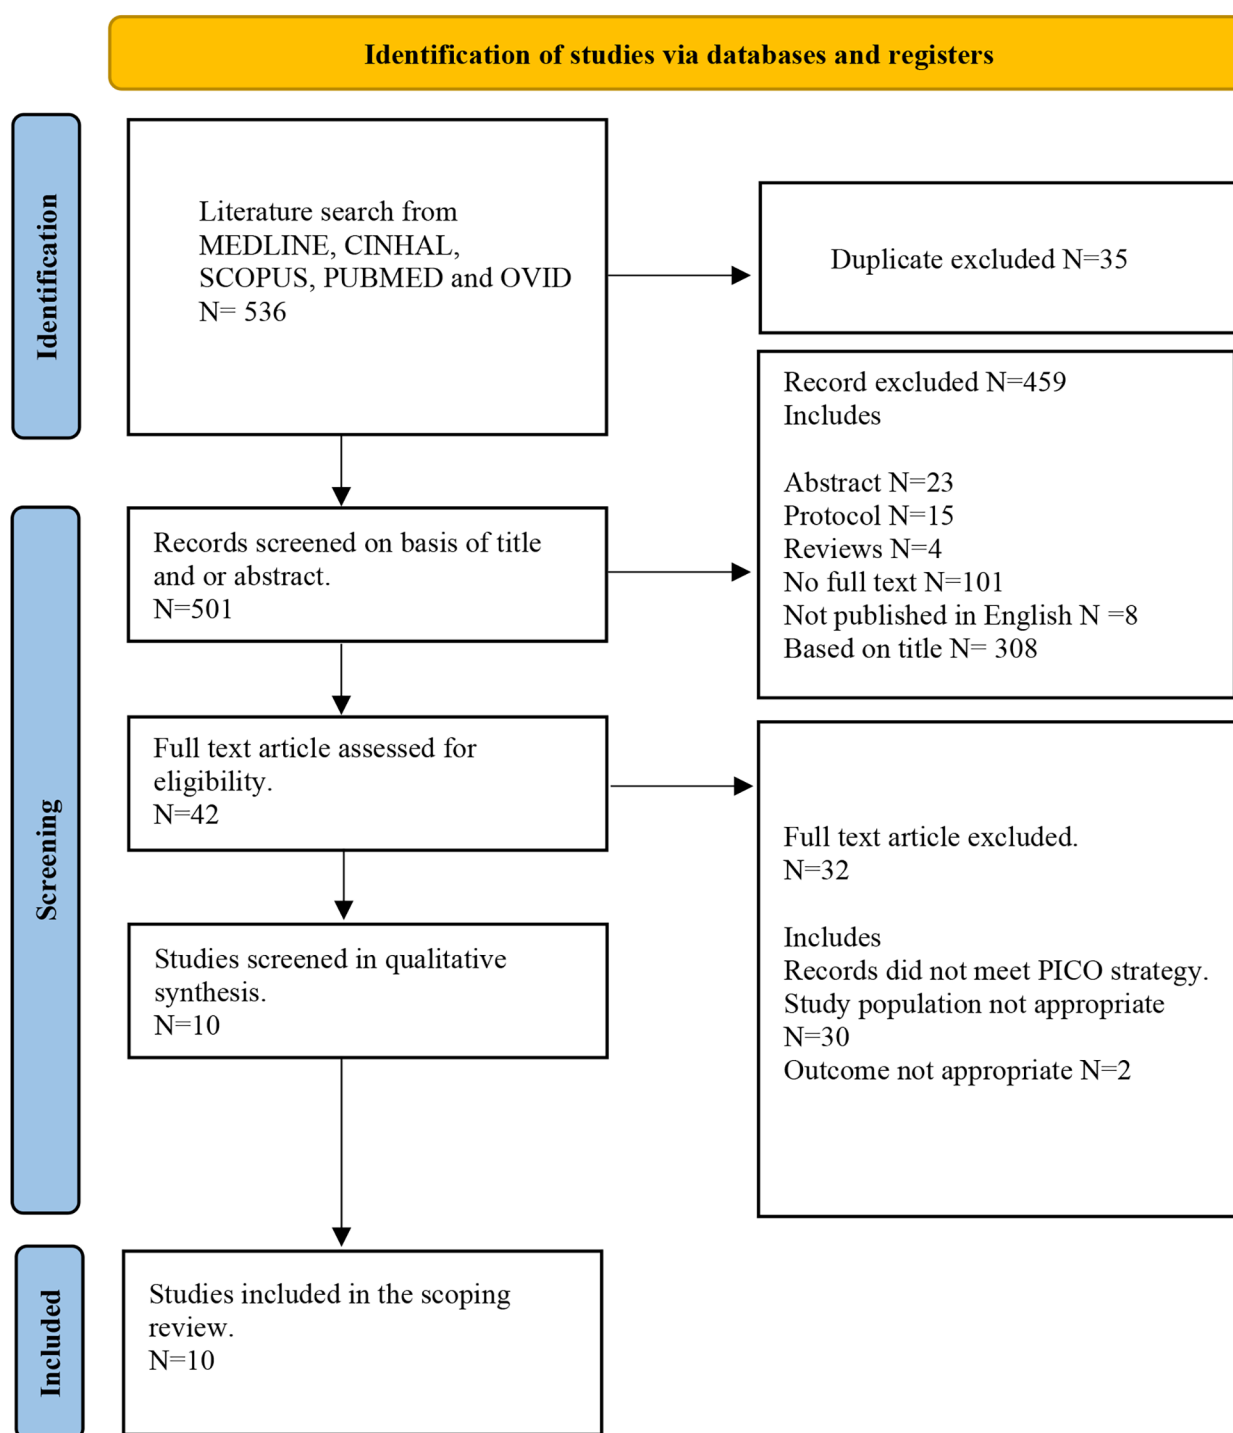 Identification of studies via databases and registers
Identification
Literature search from
MEDLINE, CINHAL,
SCOPUS, PUBMED and OVID
N= 536
Duplicate excluded N=35
Screening
Records screened on basis of title
and or abstract.
N=501
Record excluded N=459
Includes
Abstract N=23
Protocol N=15
Reviews N=4
No full text N=101
Not published in English N =8
Based on title N= 308
Full text article assessed for
eligibility.
N=42
Full text article excluded.
N=32
Includes
Records did not meet PICO strategy.
Study population not appropriate
N=30
Outcome not appropriate N=2
Studies screened in qualitative
synthesis.
N=10
Included
Studies included in the scoping
review.
N=10